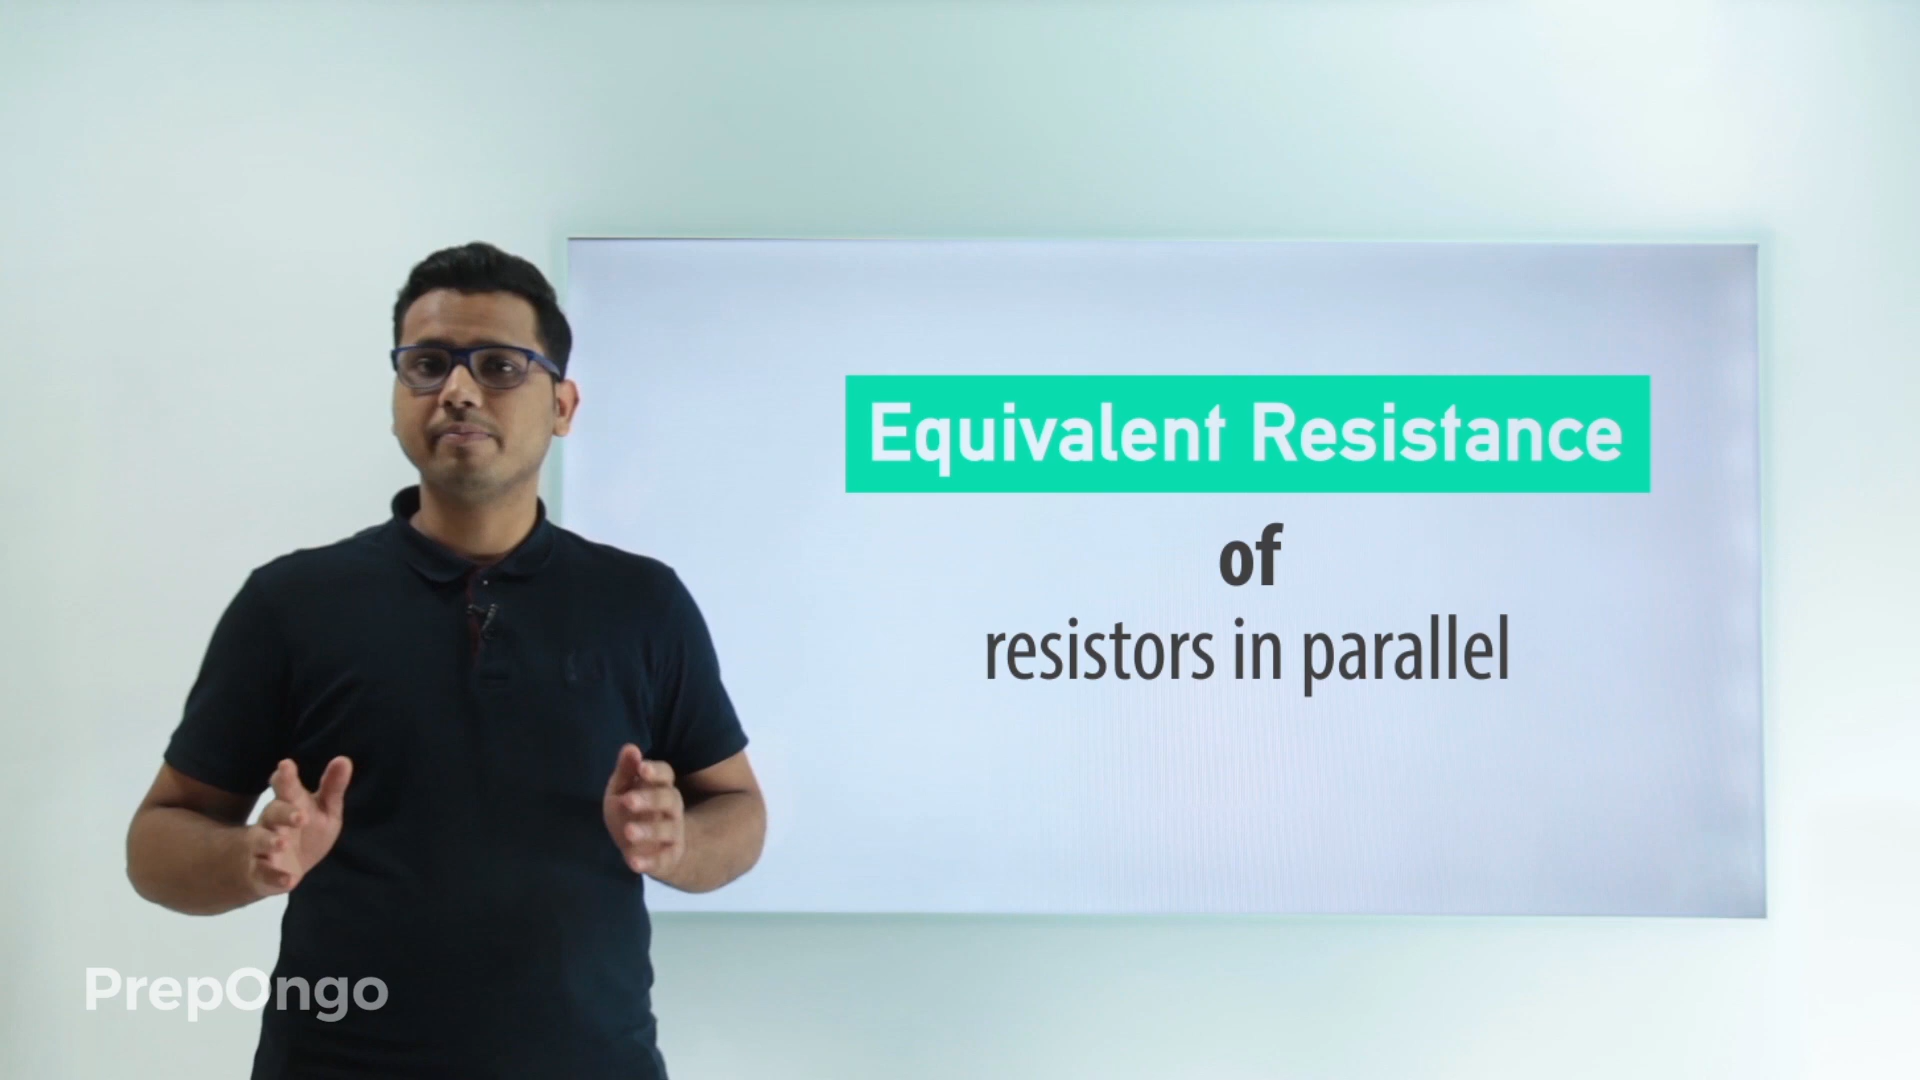 Equivalent Resistance
of
resistors in parallel
PrepOngo